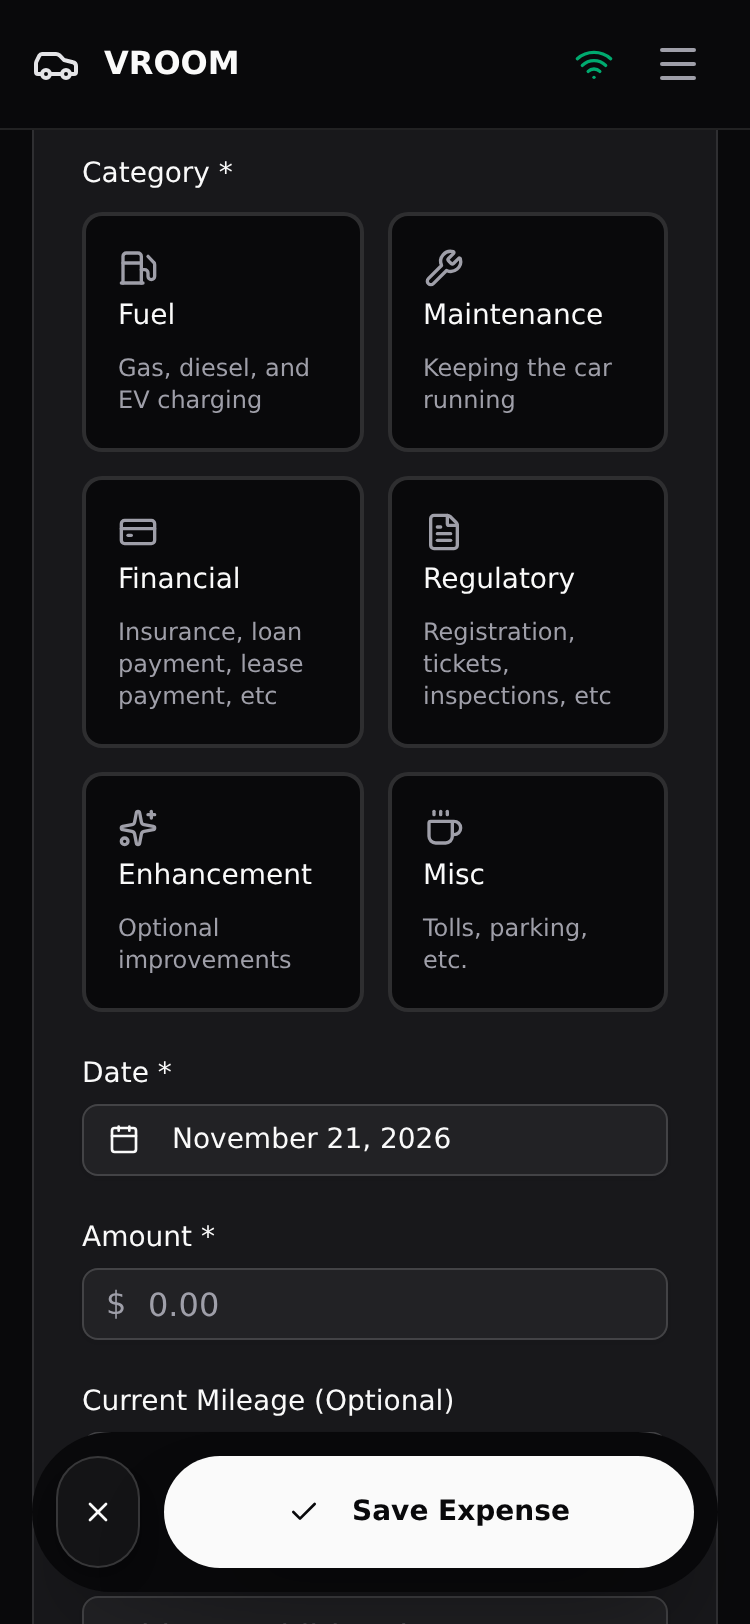 VROOM
Category *
Fuel
Gas, diesel, and
EV charging
Maintenance
Keeping the car
running
Financial
Insurance, loan
payment, lease
payment, etc
Regulatory
Registration,
tickets,
inspections, etc
Enhancement
Optional
improvements
Misc
Tolls, parking,
etc.
Date *
November 21, 2026
Amount *
$ 0.00
Current Mileage (Optional)
Save Expense